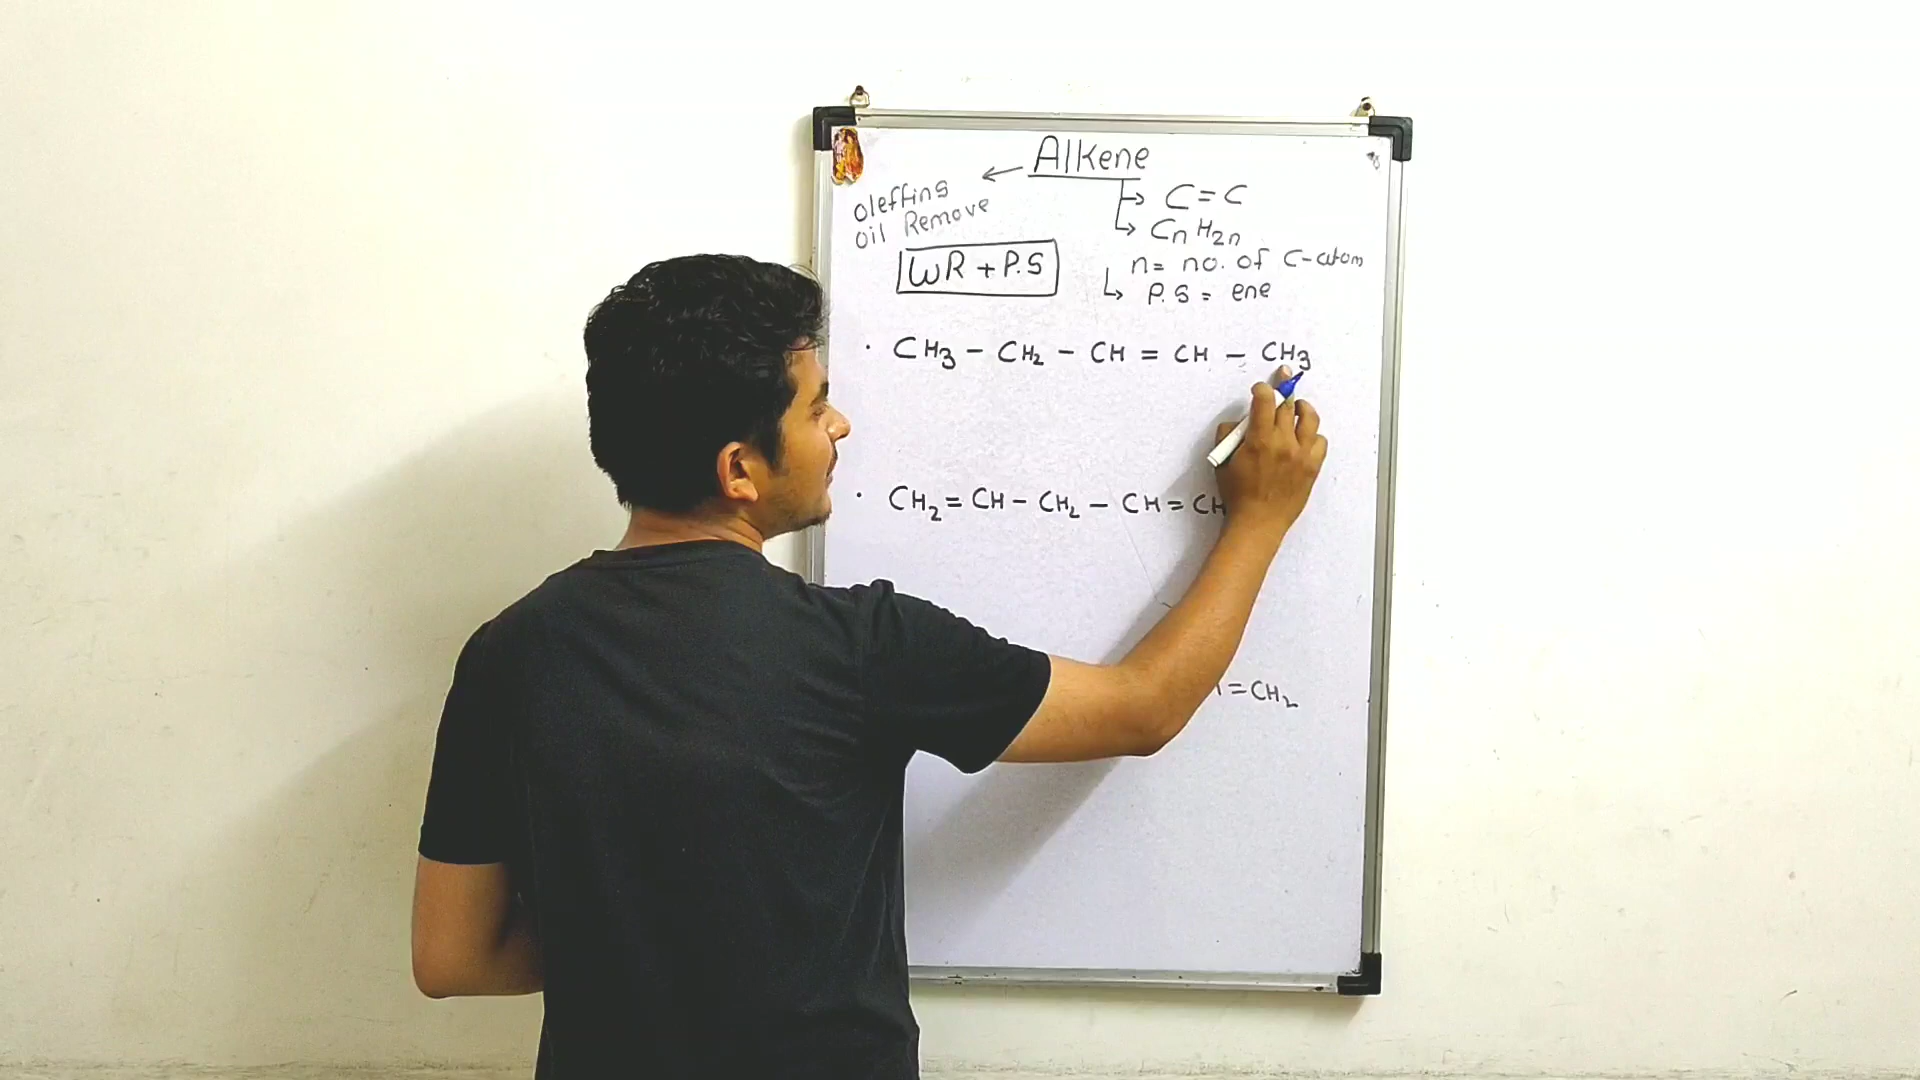 Alkene
Oleffins
Oil Remove
C=C
CnH2n
WR + P.S
n= no. of C-atom
P.S = ene
· CH3 - CH2 - CH = CH - CH3
· CH2 = CH - CH2 - CH = CH
=CH2